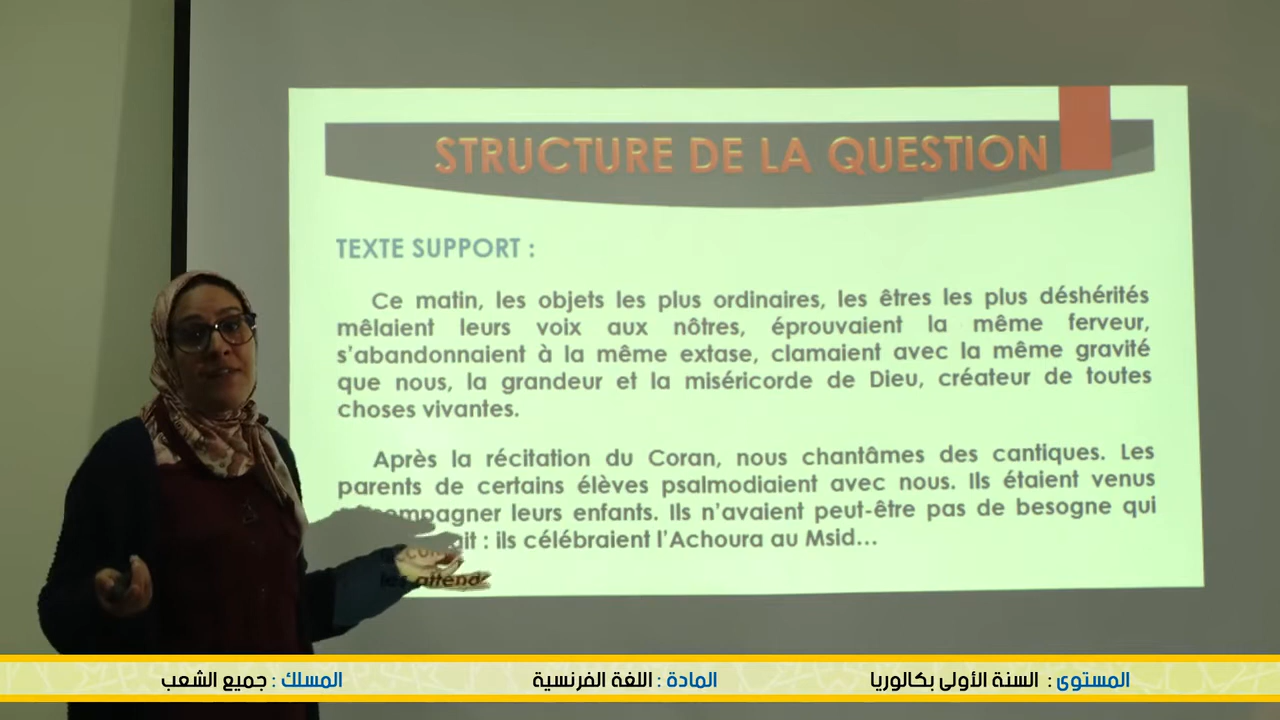 STRUCTURE DE LA QUESTION
TEXTE SUPPORT :
Ce matin, les objets les plus ordinaires, les êtres les plus déshérités
mêlaient leurs voix aux nôtres, éprouvaient la même ferveur,
s'abandonnaient à la même extase, clamaient avec la même gravité
que nous, la grandeur et la miséricorde de Dieu, créateur de toutes
choses vivantes.
Après la récitation du Coran, nous chantâmes des cantiques. Les
parents de certains élèves psalmodiaient avec nous. Ils étaient venus
leurs enfants. Ils n'avaient peut-être pas de besogne qui
: ils célébraient l'Achoura au Msid...
المستوى : السنة الأولى بكالوريا المادة : اللغة الفرنسية المسلك : جميع الشعب